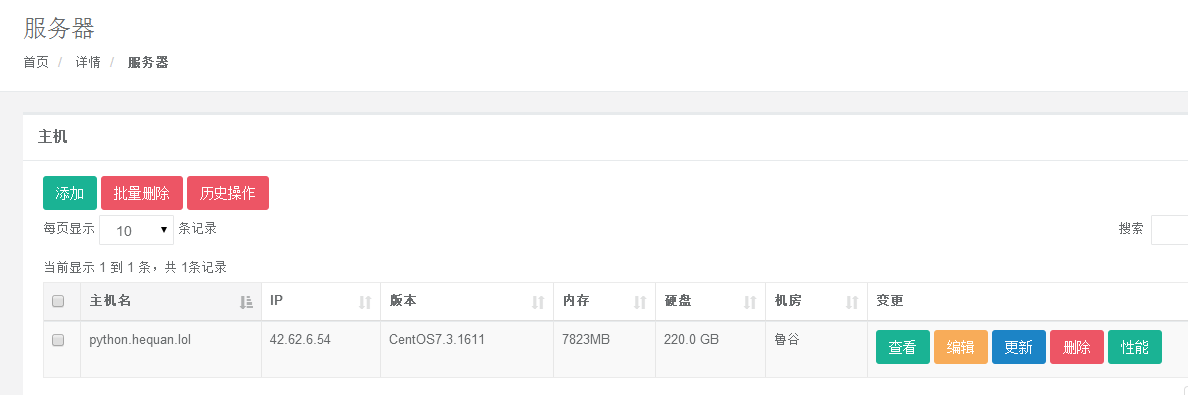 服务器
首页 / 详情 / 服务器
主机
添加 批量删除 历史操作
每页显示 10 条记录 搜索
当前显示 1 到 1 条，共 1条记录
主机名 IP 版本 内存 硬盘 机房 变更
python.hequan.lol 42.62.6.54 CentOS7.3.1611 7823MB 220.0 GB 鲁谷 查看 编辑 更新 删除 性能